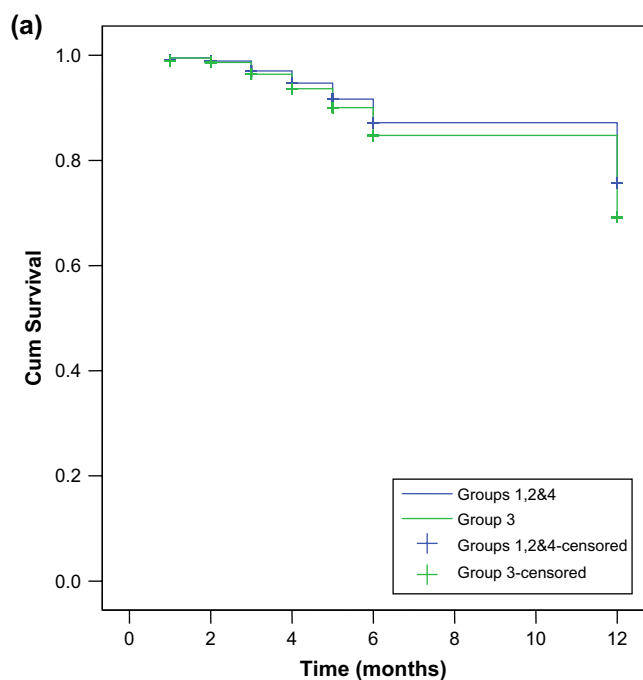 (a)
1.0
0.8
0.6
0.4
0.2
0.0
Cum Survival
Groups 1,2&4
Group 3
Groups 1,2&4-censored
Group 3-censored
0 2 4 6 8 10 12
Time (months)